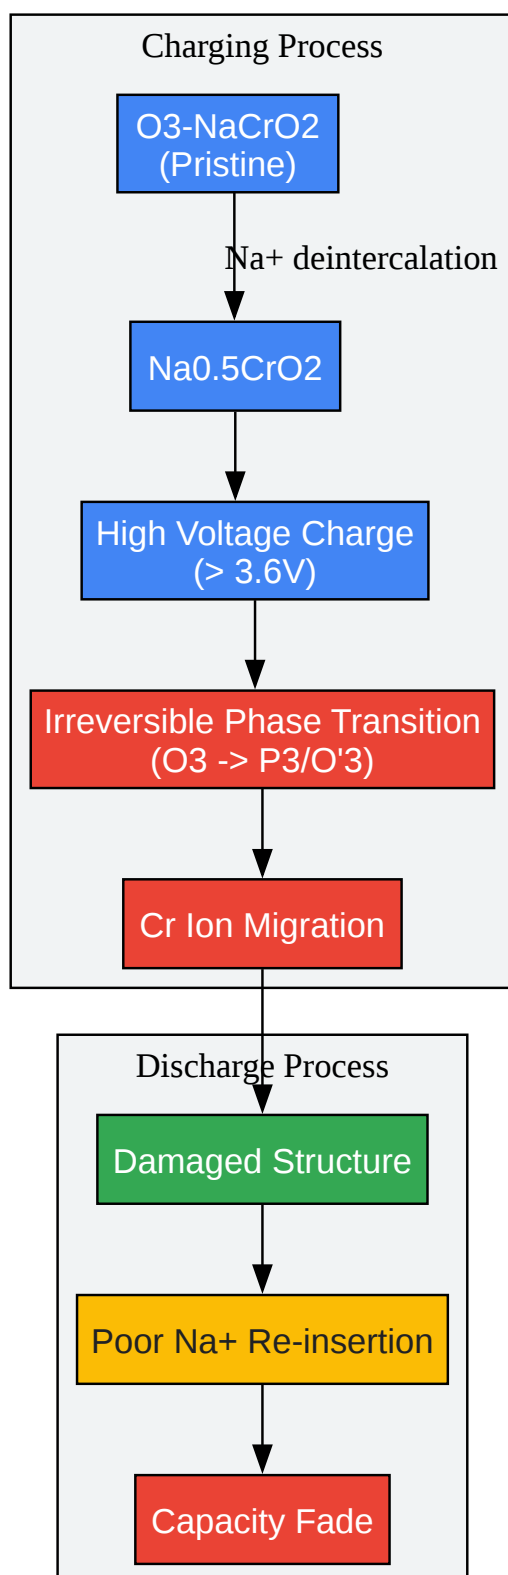 Charging Process
O3-NaCrO2
(Pristine)
Na+ deintercalation
Na0.5CrO2
High Voltage Charge
(> 3.6V)
Irreversible Phase Transition
(O3 -> P3/O'3)
Cr Ion Migration
Discharge Process
Damaged Structure
Poor Na+ Re-insertion
Capacity Fade